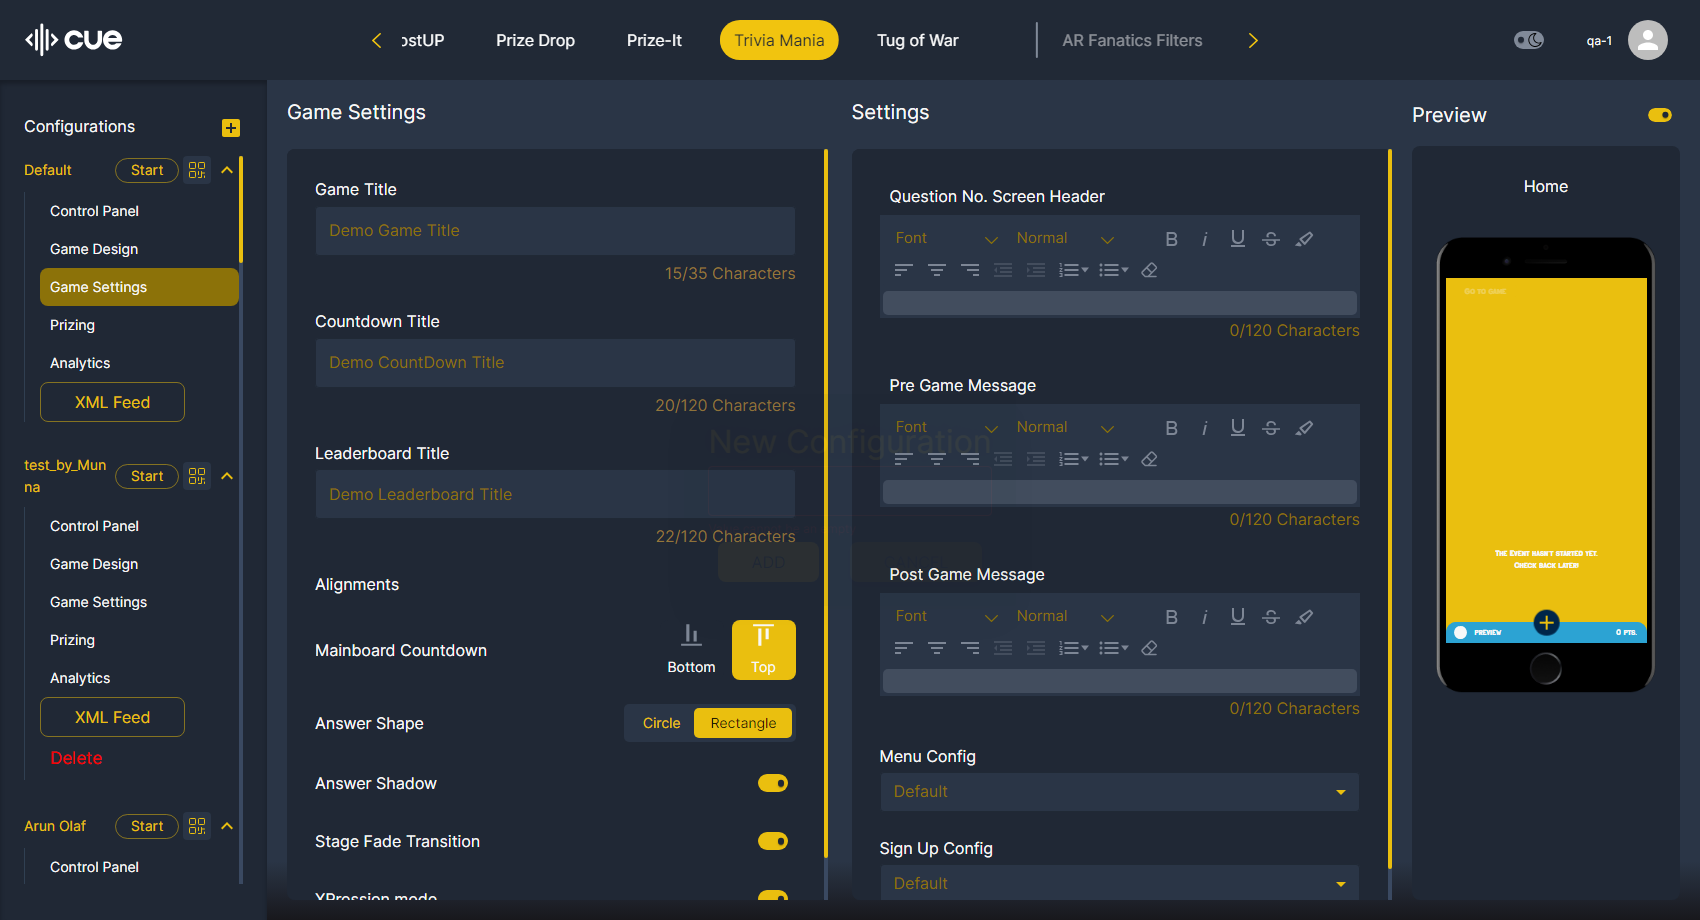 cue
ostUP
Prize Drop
Prize-It
Trivia Mania
Tug of War
AR Fanatics Filters
qa-1
Configurations
Default
Start
Control Panel
Game Design
Game Settings
Prizing
Analytics
XML Feed
test_by_Mun
na
Start
Control Panel
Game Design
Game Settings
Prizing
Analytics
XML Feed
Delete
Arun Olaf
Start
Control Panel
Game Settings
Game Title
Demo Game Title
15/35 Characters
Countdown Title
Demo CountDown Title
20/120 Characters
Leaderboard Title
Demo Leaderboard Title
22/120 Characters
Alignments
Mainboard Countdown
Bottom
Top
Answer Shape
Circle
Rectangle
Answer Shadow
Stage Fade Transition
XPression mode
New Configuration
ADD
Settings
Question No. Screen Header
Font
Normal
B i U S
0/120 Characters
Pre Game Message
Font
Normal
B i U S
0/120 Characters
Post Game Message
Font
Normal
B i U S
0/120 Characters
Menu Config
Default
Sign Up Config
Default
Preview
Home
Go to game
The Event hasn't started yet.
Check back later!
PREVIEW
0 PTS.